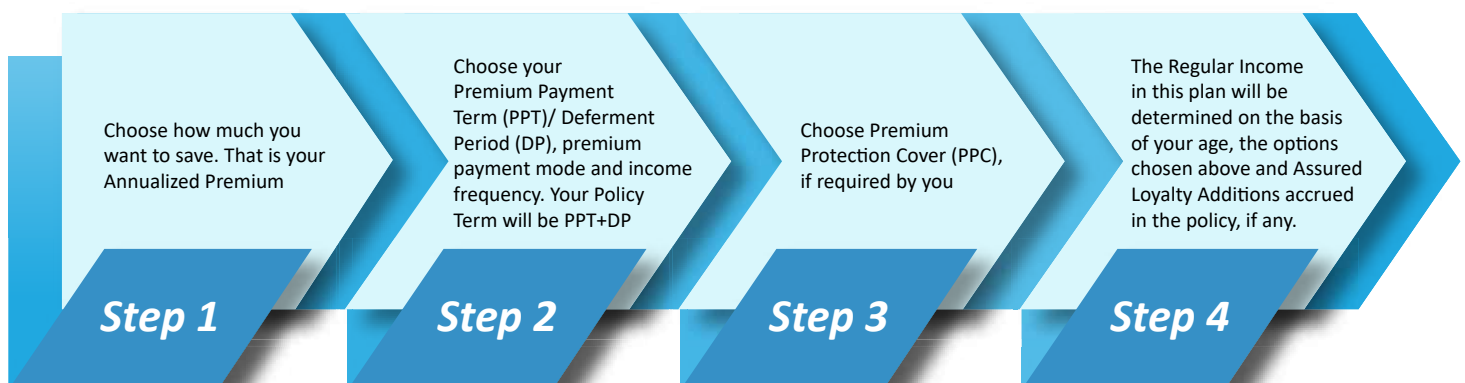 Choose how much you
want to save. That is your
Annualized Premium
Step 1
Choose your
Premium Payment
Term (PPT)/ Deferment
Period (DP), premium
payment mode and income
frequency. Your Policy
Term will be PPT+DP
Step 2
Choose Premium
Protection Cover (PPC),
if required by you
Step 3
The Regular Income
in this plan will be
determined on the basis
of your age, the options
chosen above and Assured
Loyalty Additions accrued
in the policy, if any.
Step 4